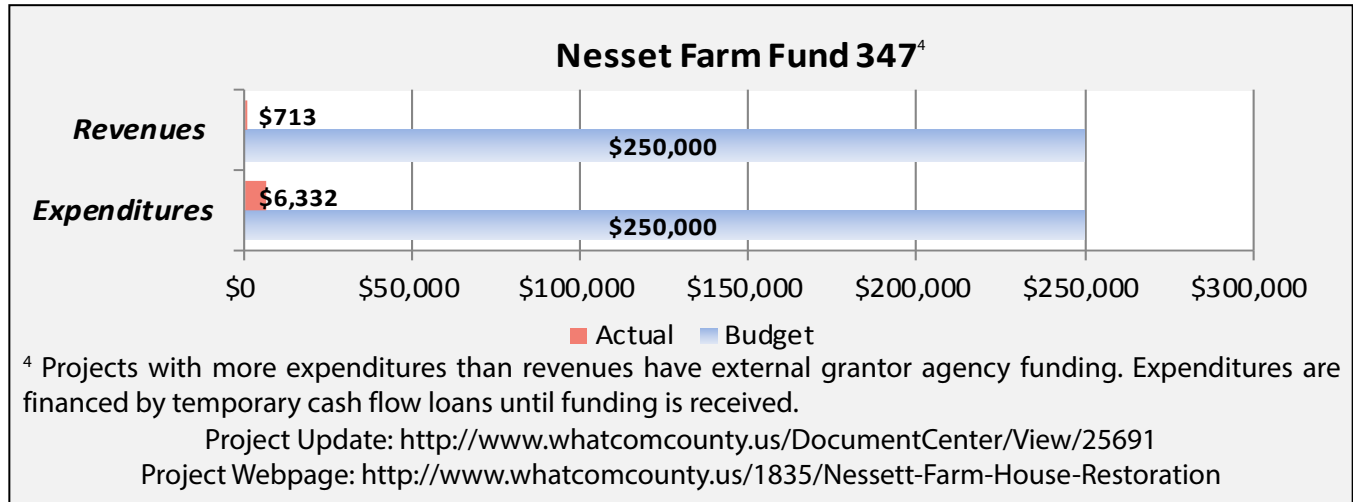 Nesset Farm Fund 347⁴
Revenues
$713
$250,000
Expenditures
$6,332
$250,000
$0 $50,000 $100,000 $150,000 $200,000 $250,000 $300,000
Actual Budget
⁴ Projects with more expenditures than revenues have external grantor agency funding. Expenditures are
financed by temporary cash flow loans until funding is received.
Project Update: http://www.whatcomcounty.us/DocumentCenter/View/25691
Project Webpage: http://www.whatcomcounty.us/1835/Nessett-Farm-House-Restoration